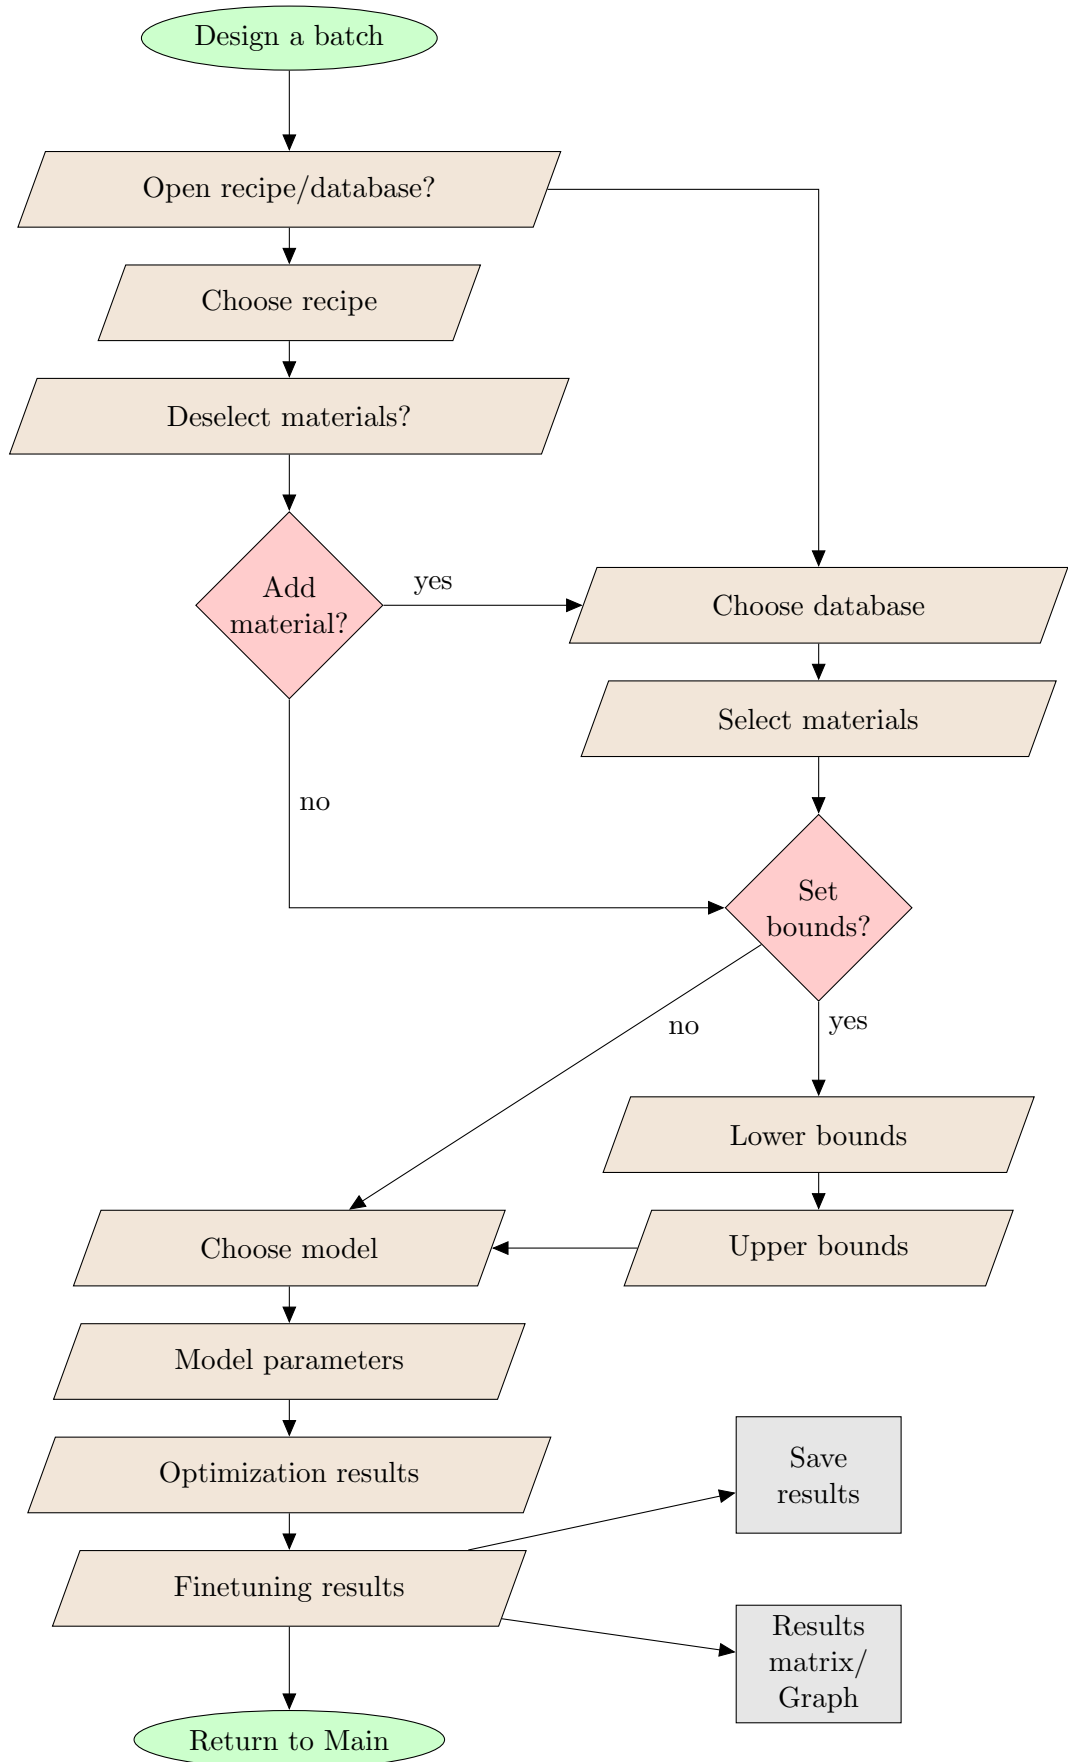 Design a batch
Open recipe/database?
Choose recipe
Deselect materials?
Add
material?
yes
Choose database
Select materials
no
Set
bounds?
no
yes
Lower bounds
Choose model
Upper bounds
Model parameters
Optimization results
Save
results
Finetuning results
Results
matrix/
Graph
Return to Main